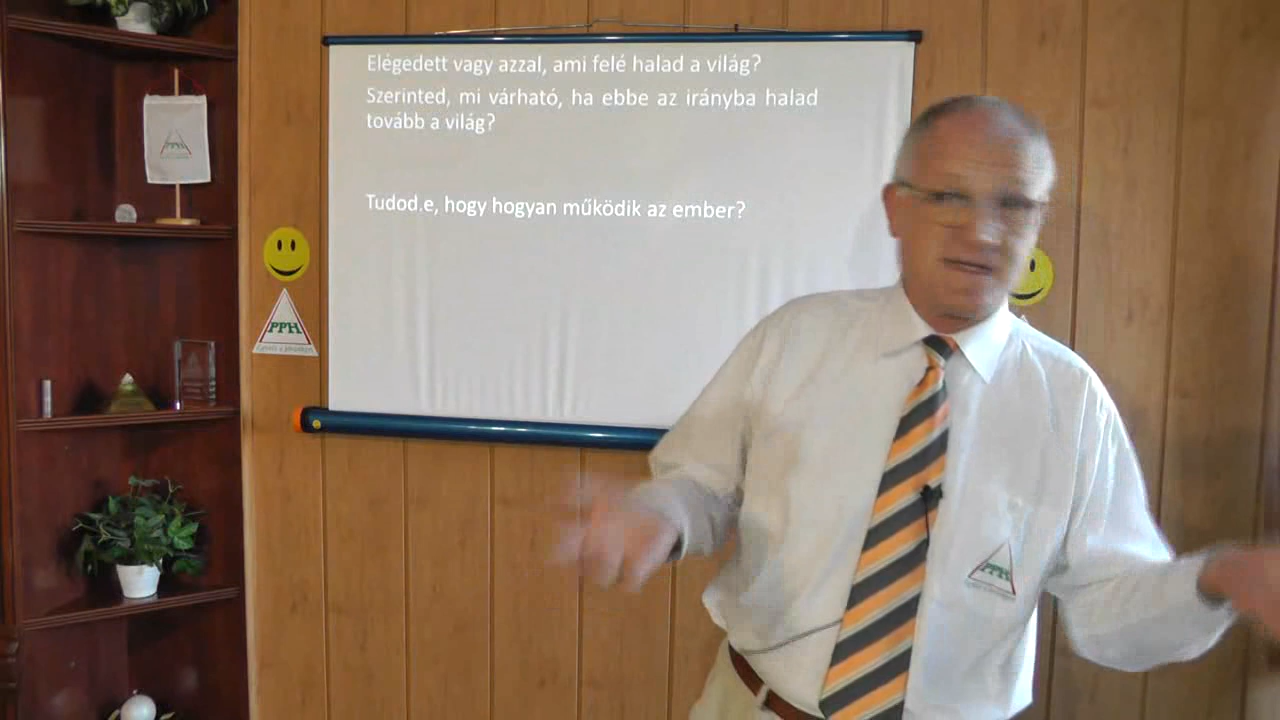 Elégedett vagy azzal, ami felé halad a világ?
Szerinted, mi várható, ha ebbe az irányba halad
tovább a világ?
Tudod.e, hogy hogyan működik az ember?
PPH
PPH